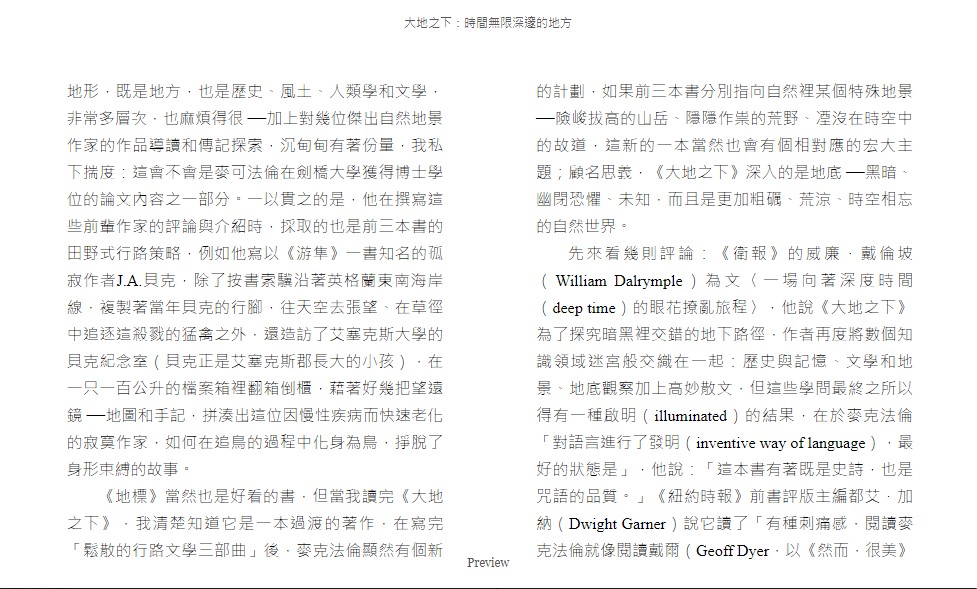 大地之下：時間無限深邃的地方
地形，既是地方，也是歷史、風土、人類學和文學，
非常多層次，也麻煩得很──加上對幾位傑出自然地景
作家的作品導讀和傳記探索，沉甸甸有著份量，我私
下揣度：這會不會是麥可法倫在劍橋大學獲得博士學
位的論文內容之一部分。一以貫之的是，他在撰寫這
些前輩作家的評論與介紹時，採取的也是前三本書的
田野式行路策略，例如他寫以《游隼》一書知名的孤
寂作者J.A.貝克，除了按書索驥沿著英格蘭東南海岸
線，複製著當年貝克的行腳，往天空去張望、在草徑
中追逐這殺戮的猛禽之外，還造訪了艾塞克斯大學的
貝克紀念室（貝克正是艾塞克斯郡長大的小孩），在
一只一百公升的檔案箱裡翻箱倒櫃，藉著好幾把望遠
鏡──地圖和手記，拼湊出這位因慢性疾病而快速老化
的寂寞作家，如何在追鳥的過程中化身為鳥，掙脫了
身形束縛的故事。
《地標》當然也是好看的書，但當我讀完《大地
之下》，我清楚知道它是一本過渡的著作，在寫完
「鬆散的行路文學三部曲」後，麥克法倫顯然有個新
的計劃，如果前三本書分別指向自然裡某個特殊地景
──險峻拔高的山岳、隱隱作祟的荒野、湮沒在時空中
的故道，這新的一本當然也會有個相對應的宏大主
題；顧名思義，《大地之下》深入的是地底──黑暗、
幽閉恐懼、未知，而且是更加粗礪、荒涼、時空相忘
的自然世界。
先來看幾則評論：《衛報》的威廉．戴倫坡
（William Dalrymple）為文〈一場向著深度時間
（deep time）的眼花撩亂旅程〉，他說《大地之下》
為了探究暗黑裡交錯的地下路徑，作者再度將數個知
識領域迷宮般交織在一起：歷史與記憶、文學和地
景、地底觀察加上高妙散文，但這些學問最終之所以
得有一種啟明（illuminated）的結果，在於麥克法倫
「對語言進行了發明（inventive way of language），最
好的狀態是」，他說：「這本書有著既是史詩，也是
咒語的品質。」《紐約時報》前書評版主編都艾．加
納（Dwight Garner）說它讀了「有種刺痛感，閱讀麥
克法倫就像閱讀戴爾（Geoff Dyer，以《然而，很美》
Preview